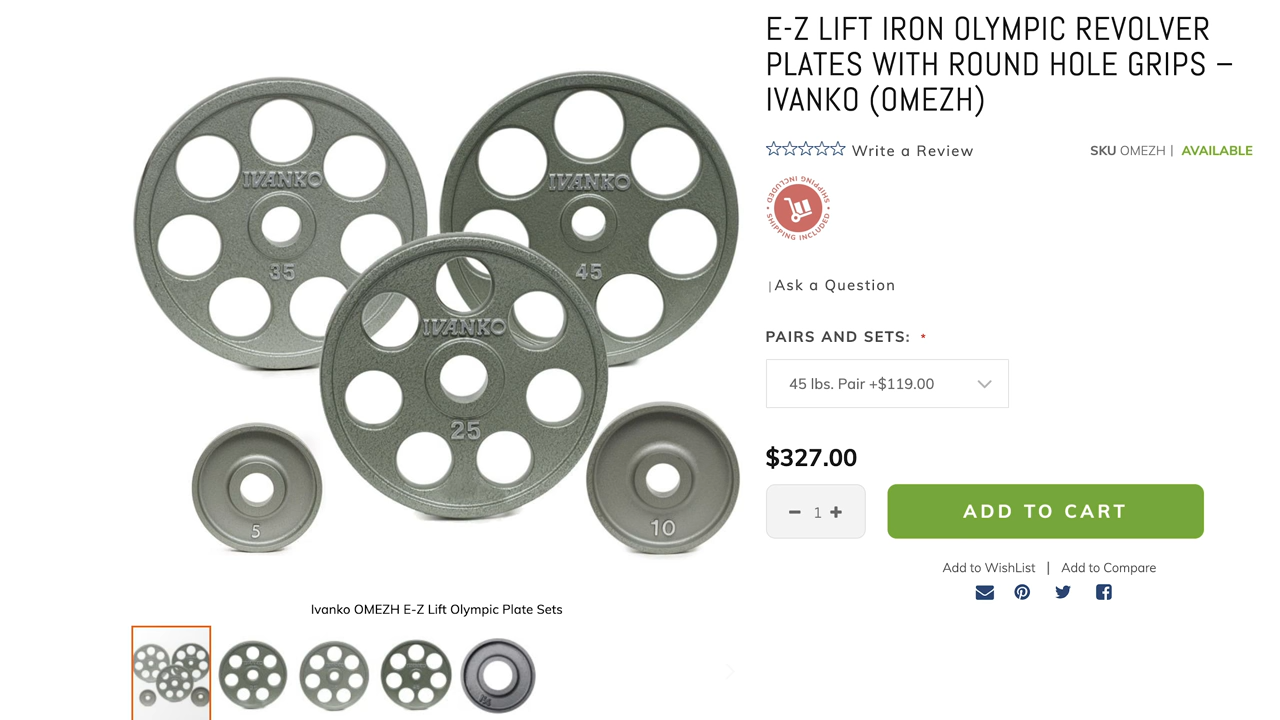 E-Z LIFT IRON OLYMPIC REVOLVER
PLATES WITH ROUND HOLE GRIPS –
IVANKO (OMEZH)
Write a Review
SKU OMEZH | AVAILABLE
SHIPPING INCLUDED • SHIPPING INCLUDED •
| Ask a Question
PAIRS AND SETS: *
45 lbs. Pair +$119.00
$327.00
1
ADD TO CART
Add to WishList | Add to Compare
IVANKO
35
IVANKO
45
IVANKO
25
5
10
Ivanko OMEZH E-Z Lift Olympic Plate Sets